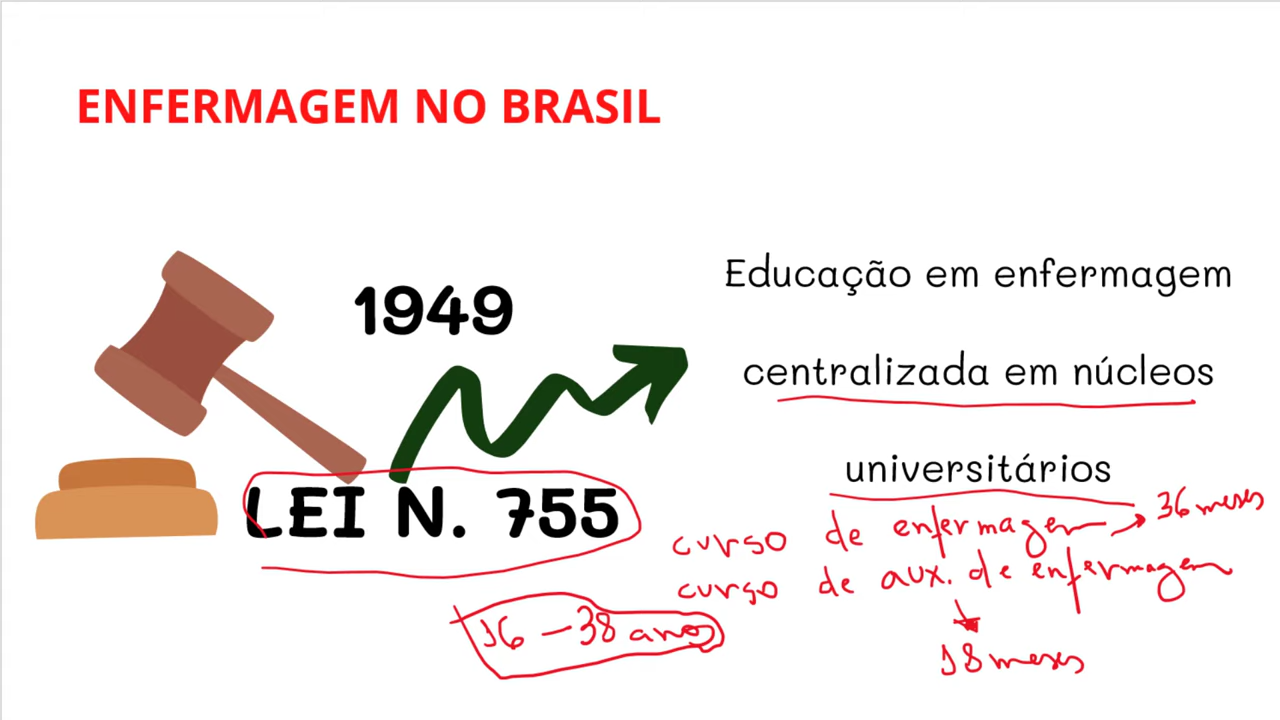 ENFERMAGEM NO BRASIL
1949
LEI N. 755
Educação em enfermagem
centralizada em núcleos
universitários
curso de enfermagem → 36 meses
curso de aux. de enfermagem
18 meses
16 – 38 anos